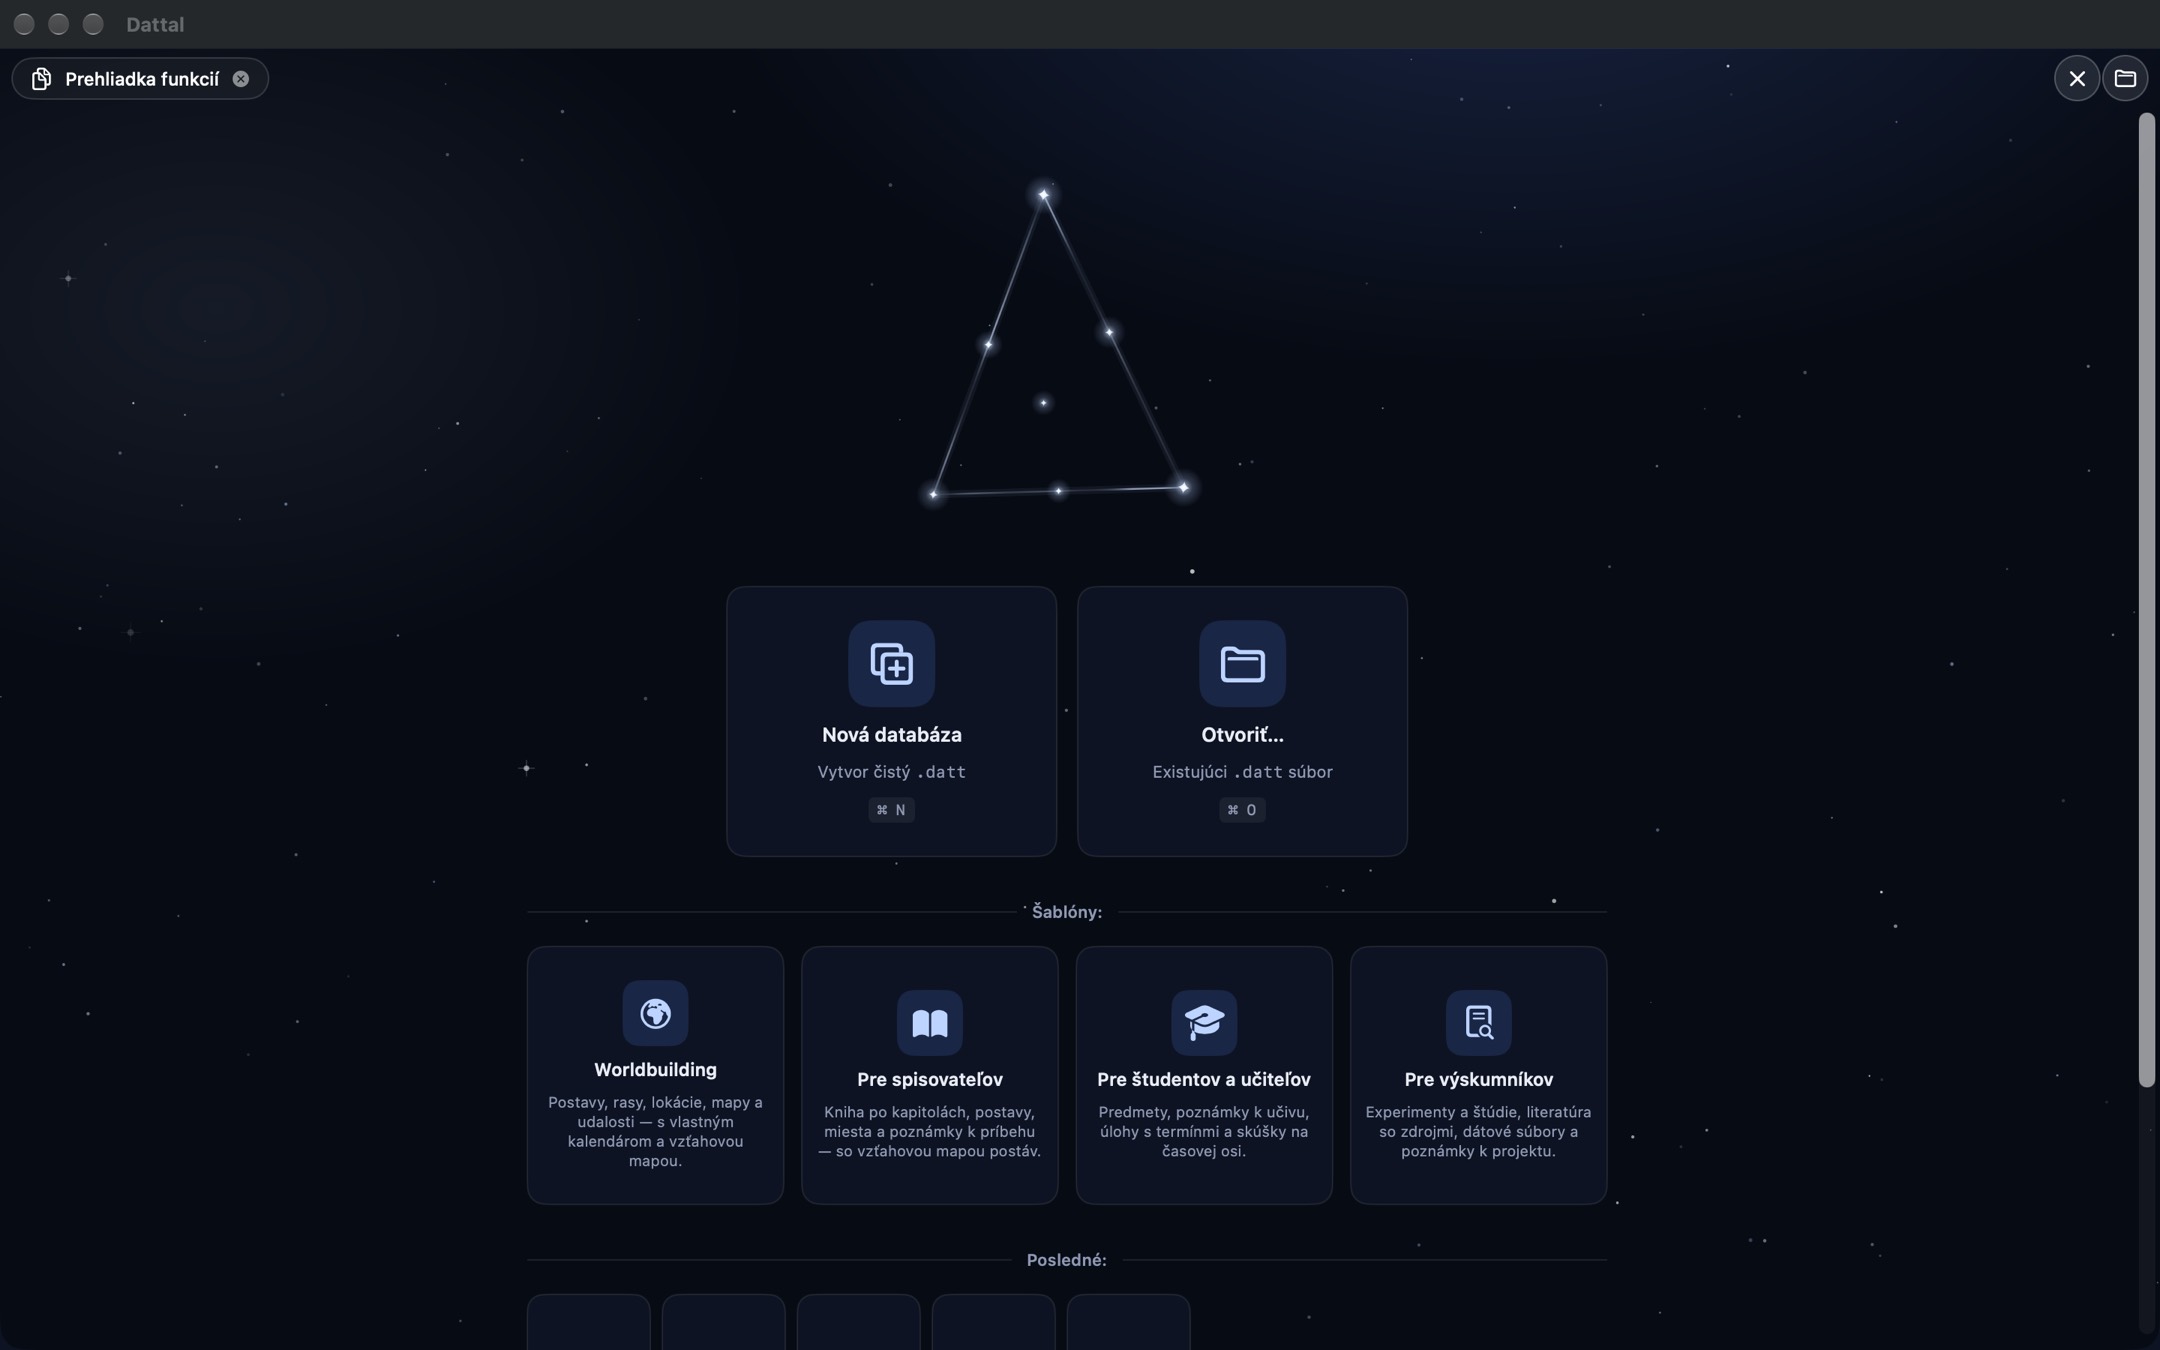 Dattal
Prehliadka funkcií
Nová databáza
Vytvor čistý .datt
⌘ N
Otvoriť...
Existujúci .datt súbor
⌘ O
Šablóny:
Worldbuilding
Postavy, rasy, lokácie, mapy a
udalosti — s vlastným
kalendárom a vzťahovou
mapou.
Pre spisovateľov
Kniha po kapitolách, postavy,
miesta a poznámky k príbehu
— so vzťahovou mapou postáv.
Pre študentov a učiteľov
Predmety, poznámky k učivu,
úlohy s termínmi a skúšky na
časovej osi.
Pre výskumníkov
Experimenty a štúdie, literatúra
so zdrojmi, dátové súbory a
poznámky k projektu.
Posledné: